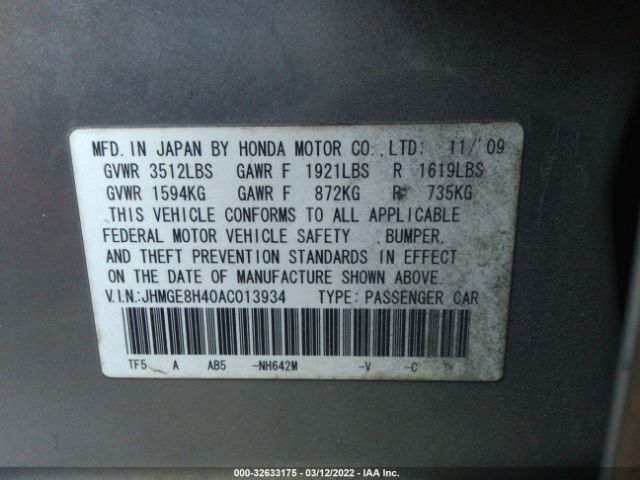 MFD. IN JAPAN BY HONDA MOTOR CO., LTD: 11/'09
GVWR 3512LBS GAWR F 1921LBS R 1619LBS
GVWR 1594KG GAWR F 872KG R 735KG
THIS VEHICLE CONFORMS TO ALL APPLICABLE
FEDERAL MOTOR VEHICLE SAFETY ,BUMPER,
AND THEFT PREVENTION STANDARDS IN EFFECT
ON THE DATE OF MANUFACTURE SHOWN ABOVE.
V.I.N.:JHMGE8H40AC013934 TYPE: PASSENGER CAR
TF5 A AB5 -NH642M -V -C
000-32633175 - 03/12/2022 - IAA Inc.